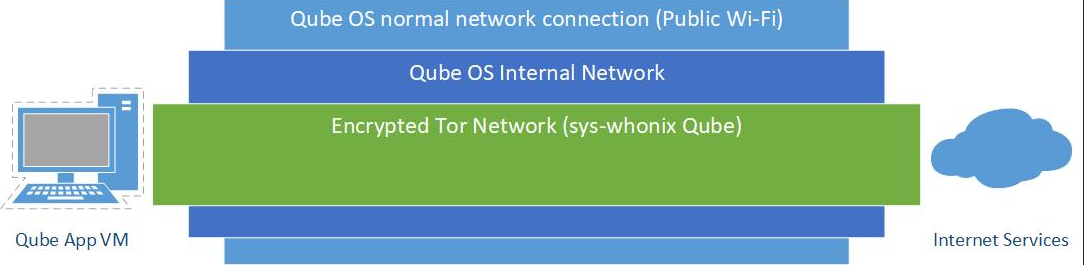 Qube OS normal network connection (Public Wi-Fi)
Qube OS Internal Network
Encrypted Tor Network (sys-whonix Qube)
Qube App VM
Internet Services